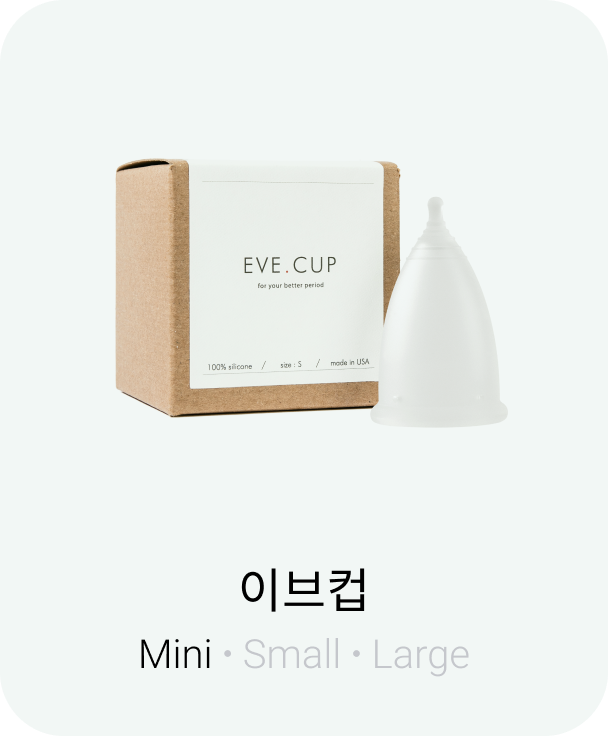 EVE.CUP
for your better period
100% silicone / size : S / made in USA
이브컵
Mini • Small • Large